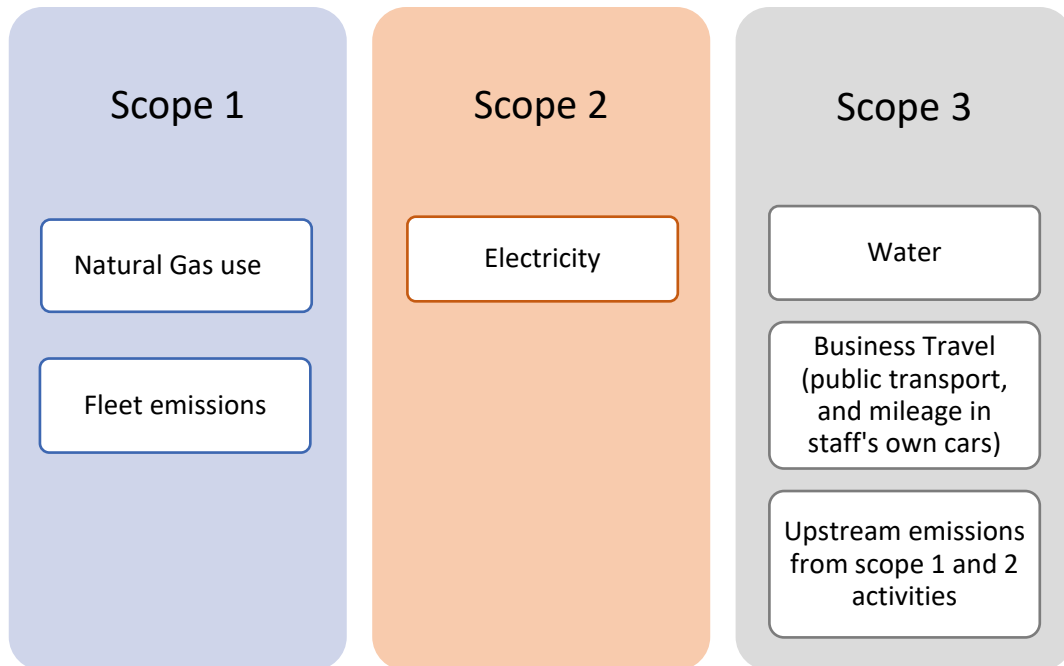 Scope 1
Natural Gas use
Fleet emissions
Scope 2
Electricity
Scope 3
Water
Business Travel
(public transport,
and mileage in
staff's own cars)
Upstream emissions
from scope 1 and 2
activities